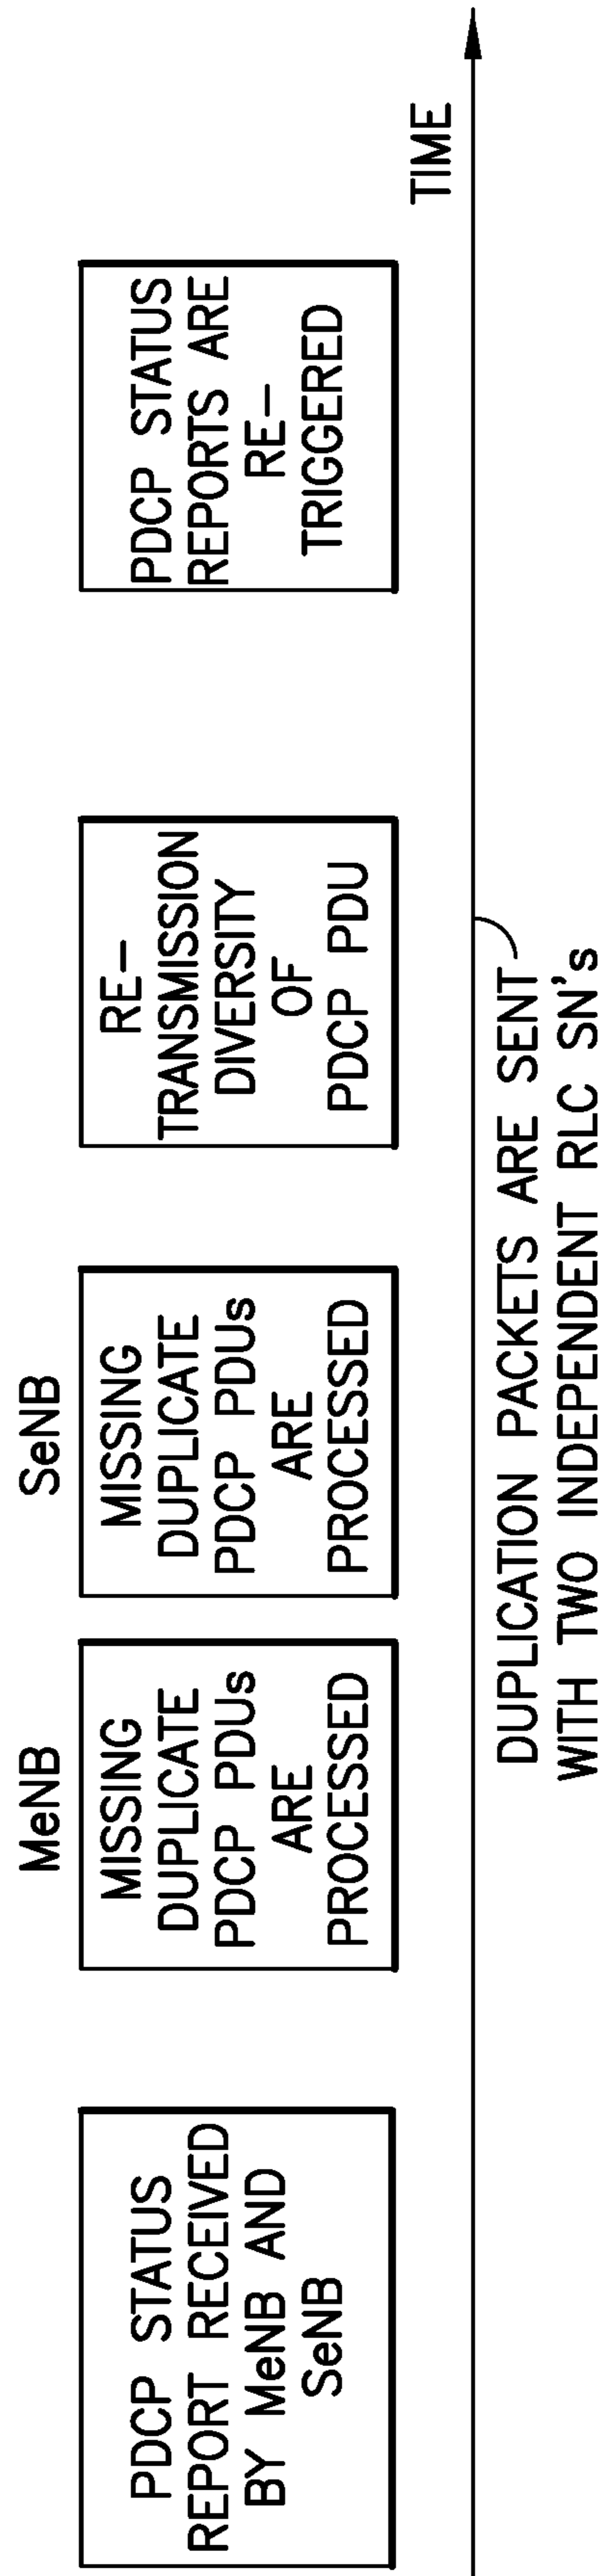 PDCP STATUS
REPORT RECEIVED
BY MeNB AND
SeNB
MeNB
MISSING
DUPLICATE
PDCP PDUs
ARE
PROCESSED
SeNB
MISSING
DUPLICATE
PDCP PDUs
ARE
PROCESSED
RE-
TRANSMISSION
DIVERSITY
OF
PDCP PDU
PDCP STATUS
REPORTS ARE
RE-
TRIGGERED
TIME
DUPLICATION PACKETS ARE SENT
WITH TWO INDEPENDENT RLC SN's